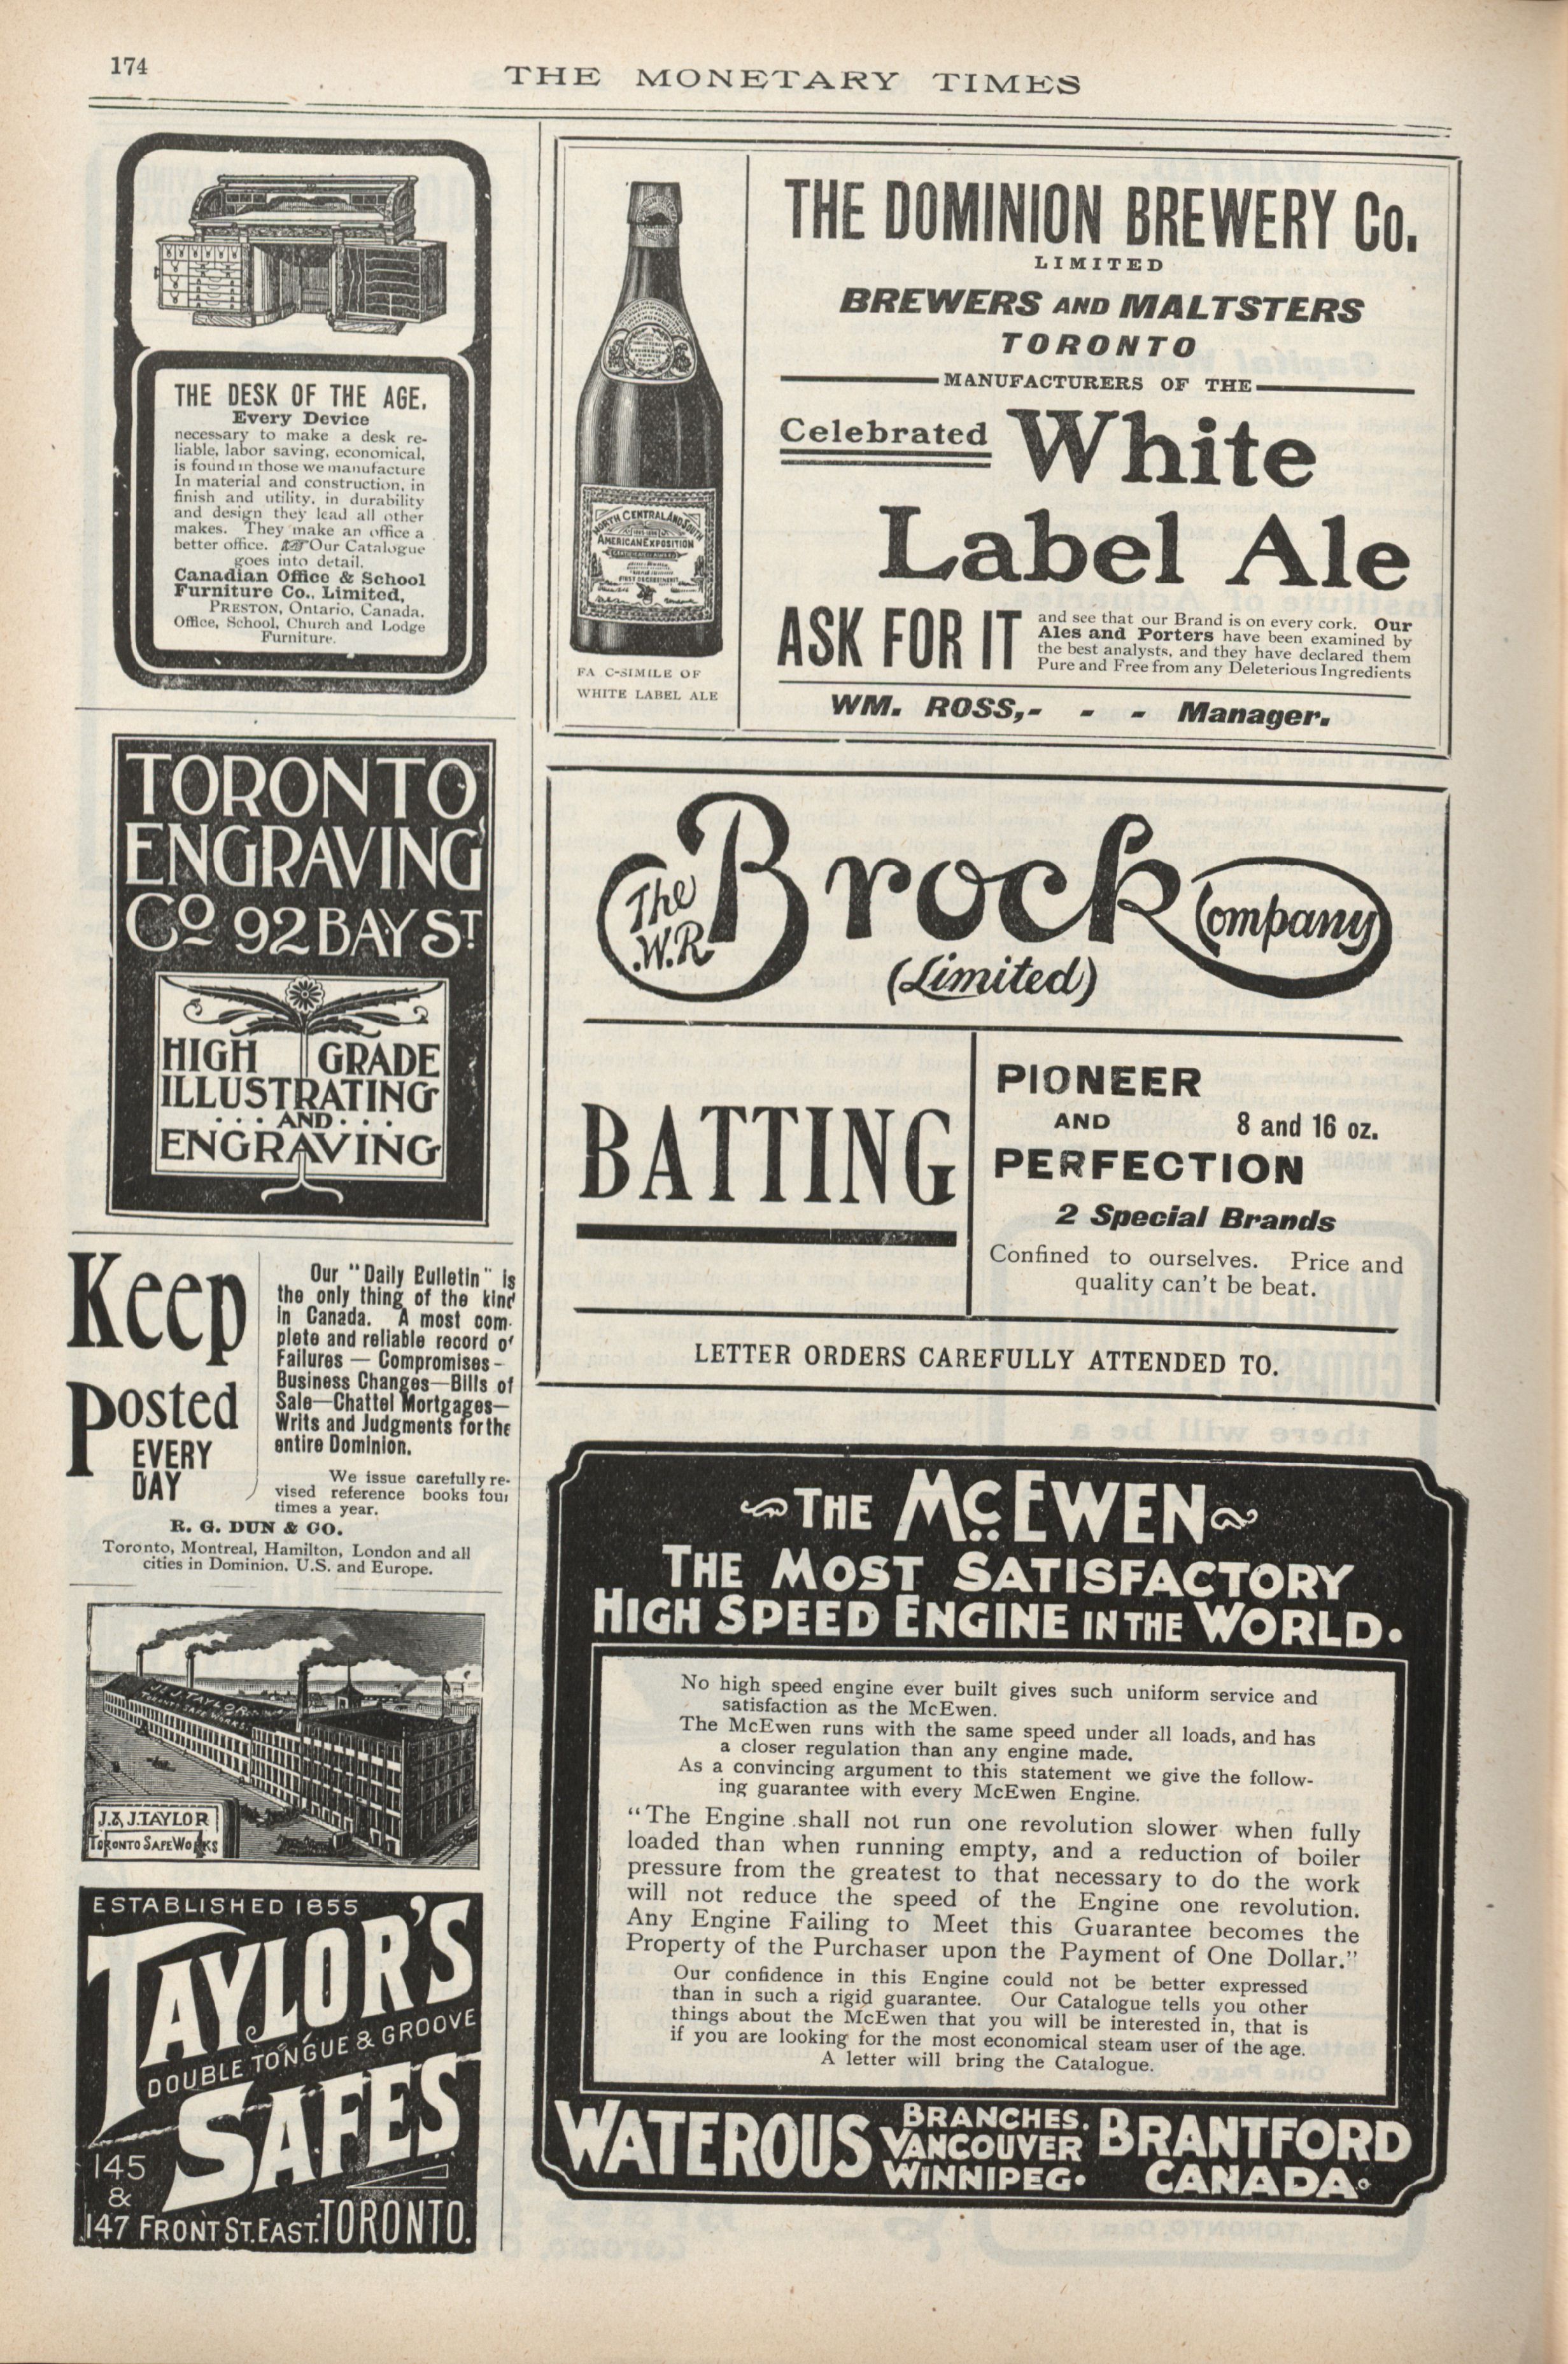 174
THE MONETARY TIMES
THE DESK OF THE AGE.
Every Device
necessary to make a desk re-
liable, labor saving, economical,
is found in those we manufacture
In material and construction, in
finish and utility, in durability
and design they lead all other
makes. They make an office a
better office. Our Catalogue
goes into detail.
Canadian Office & School
Furniture Co., Limited,
PRESTON, Ontario, Canada.
Office, School, Church and Lodge
Furniture.
TORONTO
ENGRAVING
CO 92 BAY ST
HIGH GRADE
ILLUSTRATING
... AND ...
ENGRAVING
Keep
Posted
EVERY
DAY
Our "Daily Bulletin" is
the only thing of the kind
in Canada. A most com-
plete and reliable record of
Failures — Compromises -
Business Changes—Bills of
Sale—Chattel Mortgages—
Writs and Judgments for the
entire Dominion.
We issue carefully re-
vised reference books four
times a year.
R. G. DUN & CO.
Toronto, Montreal, Hamilton, London and all
cities in Dominion, U.S. and Europe.
J. & J. TAYLOR
TORONTO SAFE WORKS.
J. & J. TAYLOR
TORONTO SAFE WORKS
ESTABLISHED 1855
TAYLOR'S
DOUBLE TONGUE & GROOVE
SAFES
145
&
147 FRONT ST. EAST. TORONTO.
NORTH CENTRAL AND SOUTH
AMERICAN EXPOSITION
FA C-SIMILE OF
WHITE LABEL ALE
THE DOMINION BREWERY Co.
LIMITED
BREWERS AND MALTSTERS
TORONTO
MANUFACTURERS OF THE
Celebrated White
Label Ale
ASK FOR IT
and see that our Brand is on every cork. Our
Ales and Porters have been examined by
the best analysts, and they have declared them
Pure and Free from any Deleterious Ingredients
WM. ROSS,- - - Manager.
The W.R. Brock Company
(Limited)
BATTING
PIONEER
AND 8 and 16 oz.
PERFECTION
2 Special Brands
Confined to ourselves. Price and
quality can't be beat.
LETTER ORDERS CAREFULLY ATTENDED TO.
THE McEWEN
THE MOST SATISFACTORY
HIGH SPEED ENGINE IN THE WORLD.
No high speed engine ever built gives such uniform service and
satisfaction as the McEwen.
The McEwen runs with the same speed under all loads, and has
a closer regulation than any engine made.
As a convincing argument to this statement we give the follow-
ing guarantee with every McEwen Engine.
"The Engine shall not run one revolution slower when fully
loaded than when running empty, and a reduction of boiler
pressure from the greatest to that necessary to do the work
will not reduce the speed of the Engine one revolution.
Any Engine Failing to Meet this Guarantee becomes the
Property of the Purchaser upon the Payment of One Dollar."
Our confidence in this Engine could not be better expressed
than in such a rigid guarantee. Our Catalogue tells you other
things about the McEwen that you will be interested in, that is
if you are looking for the most economical steam user of the age.
A letter will bring the Catalogue.
WATEROUS
BRANCHES.
VANCOUVER
WINNIPEG.
BRANTFORD
CANADA.